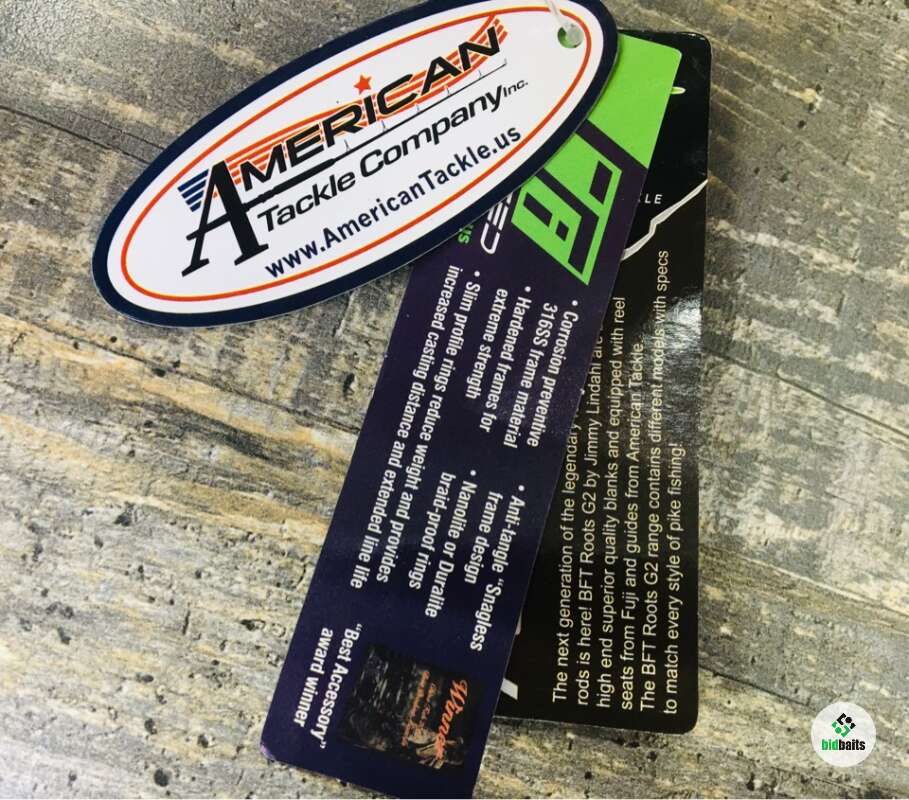 AMERICAN
Tackle Company Inc.
www.AmericanTackle.us
• Corrosion preventive
316SS frame material
• Hardened frames for
extreme strength
• Slim profile rings reduce weight and provides
increased casting distance and extended line life
• Anti-tangle "Snagless
frame design
• Nanolite or Duralite
braid-proof rings
"Best Accessory"
award winner
Winner
The next generation of the legendary
rods is here! BFT Roots G2 by Jimmy Lindahl are
high end superior quality blanks and equipped with reel
seats from Fuji and guides from American Tackle.
The BFT Roots G2 range contains different models with specs
to match every style of pike fishing!
bidbaits